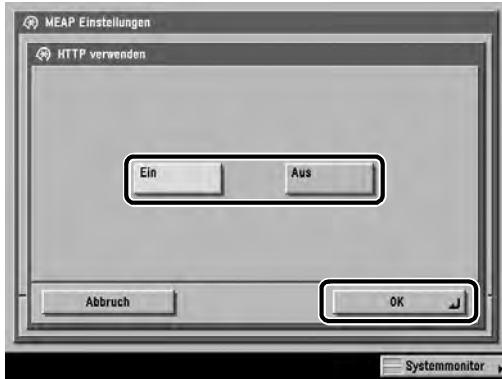 MEAP Einstellungen
HTTP verwenden
Ein Aus
Abbruch OK
Systemmonitor